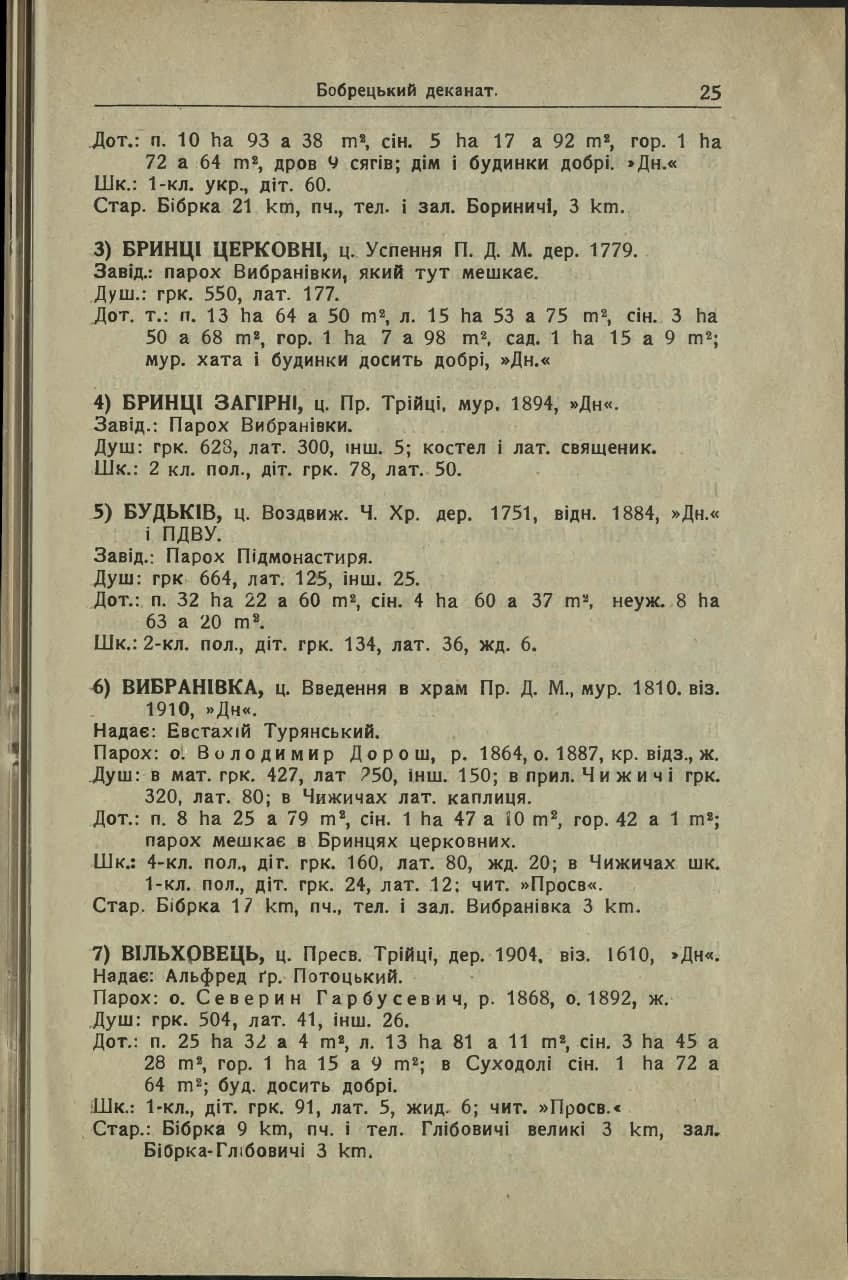 Бобрецький деканат. 25
Дот.: п. 10 ha 93 a 38 m², сін. 5 ha 17 a 92 m², гор. 1 ha
72 a 64 m², дров 9 сягів; дім і будинки добрі. »Дн.«
Шк.: 1-кл. укр., діт. 60.
Стар. Бібрка 21 km, пч., тел. і зал. Бориничі, 3 km.
3) БРИНЦІ ЦЕРКОВНІ, ц. Успення П. Д. М. дер. 1779.
Завід.: парох Вибранівки, який тут мешкає.
Душ.: грк. 550, лат. 177.
Дот. т.: п. 13 ha 64 a 50 m², л. 15 ha 53 a 75 m², сін. 3 ha
50 a 68 m², гор. 1 ha 7 a 98 m², сад. 1 ha 15 a 9 m²;
мур. хата і будинки досить добрі, »Дн.«
4) БРИНЦІ ЗАГІРНІ, ц. Пр. Трійці, мур. 1894, »Дн«.
Завід.: Парох Вибранівки.
Душ: грк. 628, лат. 300, інш. 5; костел і лат. священик.
Шк.: 2 кл. пол., діт. грк. 78, лат. 50.
5) БУДЬКІВ, ц. Воздвиж. Ч. Хр. дер. 1751, відн. 1884, »Дн.«
і ПДВУ.
Завід.: Парох Підмонастиря.
Душ: грк 664, лат. 125, інш. 25.
Дот.: п. 32 ha 22 a 60 m², сін. 4 ha 60 a 37 m², неуж. 8 ha
63 a 20 m².
Шк.: 2-кл. пол., діт. грк. 134, лат. 36, жд. 6.
6) ВИБРАНІВКА, ц. Введення в храм Пр. Д. М., мур. 1810. віз.
1910, »Дн«.
Надає: Евстахій Турянський.
Парох: о. Володимир Дорош, р. 1864, о. 1887, кр. відз., ж.
Душ: в мат. грк. 427, лат 250, інш. 150; в прил. Чижичі грк.
320, лат. 80; в Чижичах лат. каплиця.
Дот.: п. 8 ha 25 a 79 m², сін. 1 ha 47 a 10 m², гор. 42 a 1 m²;
парох мешкає в Бринцях церковних.
Шк.: 4-кл. пол., діт. грк. 160, лат. 80, жд. 20; в Чижичах шк.
1-кл. пол., діт. грк. 24, лат. 12; чит. »Просв«.
Стар. Бібрка 17 km, пч., тел. і зал. Вибранівка 3 km.
7) ВІЛЬХОВЕЦЬ, ц. Пресв. Трійці, дер. 1904. віз. 1610, »Дн«.
Надає: Альфред ґр. Потоцький.
Парох: о. Северин Гарбусевич, р. 1868, о. 1892, ж.
Душ: грк. 504, лат. 41, інш. 26.
Дот.: п. 25 ha 32 a 4 m², л. 13 ha 81 a 11 m², сін. 3 ha 45 a
28 m², гор. 1 ha 15 a 9 m²; в Суходолі сін. 1 ha 72 a
64 m²; буд. досить добрі.
Шк.: 1-кл., діт. грк. 91, лат. 5, жид. 6; чит. »Просв.«
Стар.: Бібрка 9 km, пч. і тел. Глібовичі великі 3 km, зал.
Бібрка-Глібовичі 3 km.